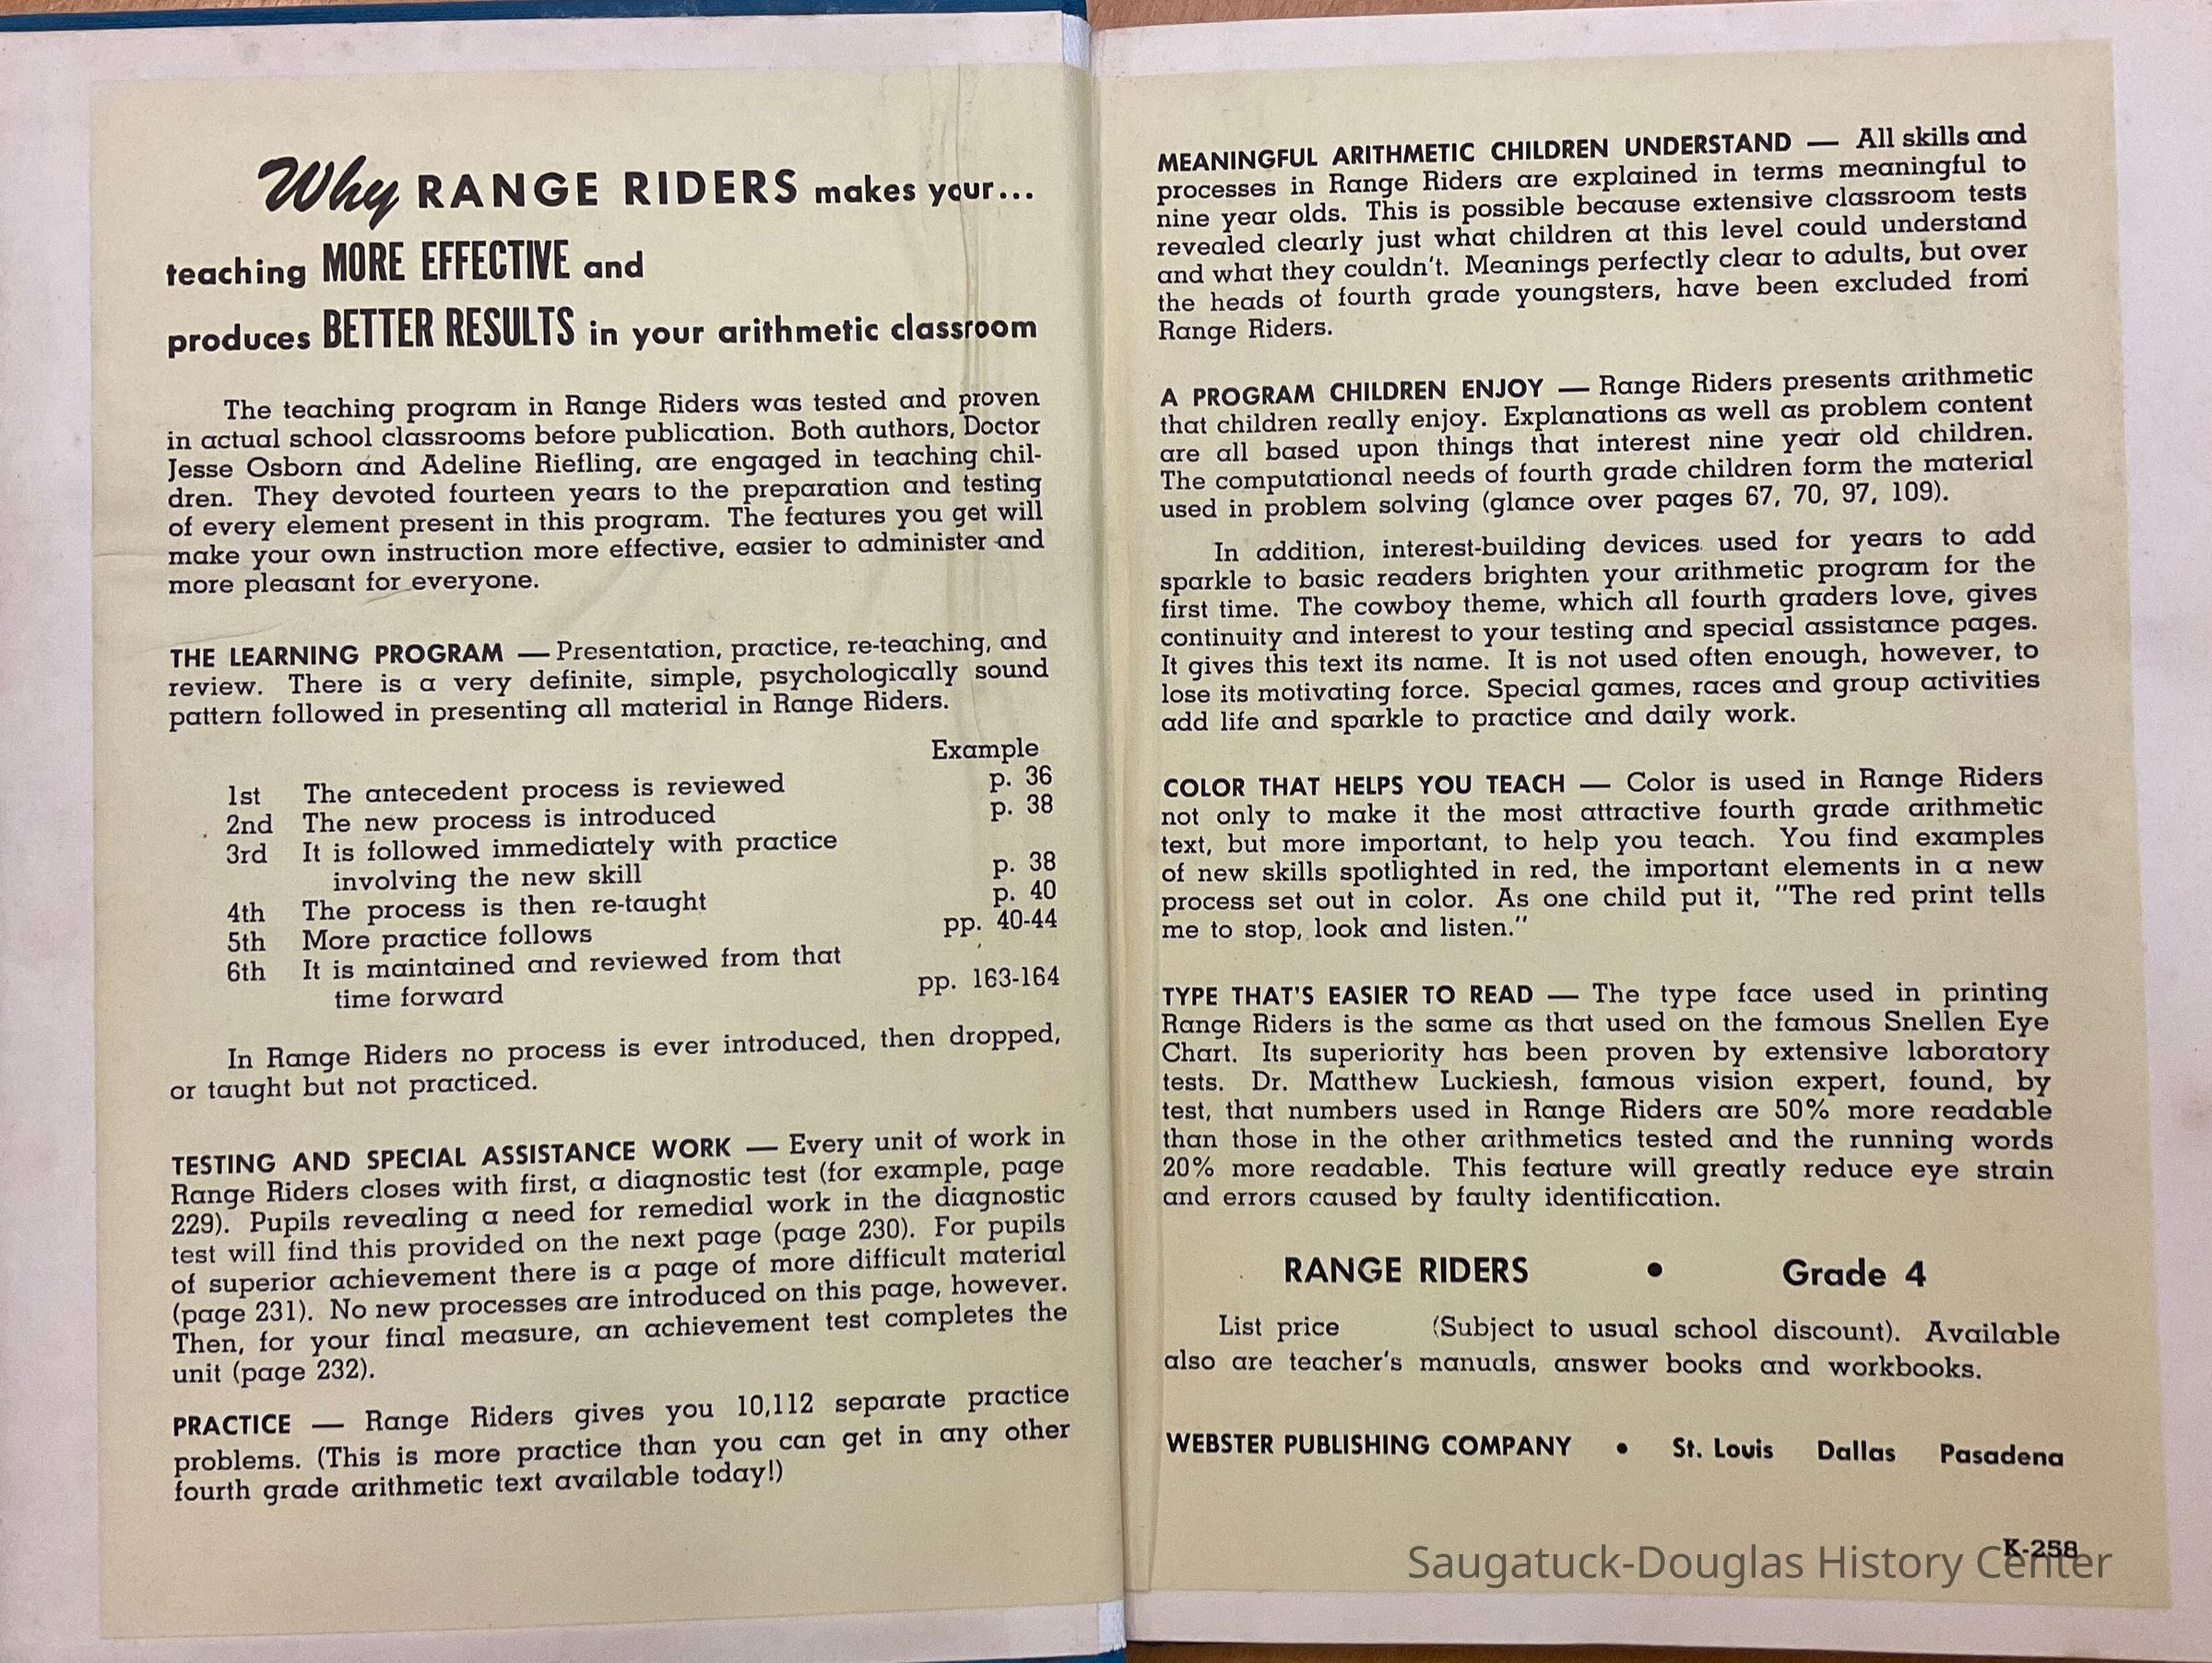 Why RANGE RIDERS makes your...
teaching MORE EFFECTIVE and
produces BETTER RESULTS in your arithmetic classroom
The teaching program in Range Riders was tested and proven
in actual school classrooms before publication. Both authors, Doctor
Jesse Osborn and Adeline Riefling, are engaged in teaching chil-
dren. They devoted fourteen years to the preparation and testing
of every element present in this program. The features you get will
make your own instruction more effective, easier to administer and
more pleasant for everyone.
THE LEARNING PROGRAM — Presentation, practice, re-teaching, and
review. There is a very definite, simple, psychologically sound
pattern followed in presenting all material in Range Riders.
Example
1st The antecedent process is reviewed p. 36
2nd The new process is introduced p. 38
3rd It is followed immediately with practice
involving the new skill p. 38
4th The process is then re-taught p. 40
5th More practice follows pp. 40-44
6th It is maintained and reviewed from that
time forward pp. 163-164
In Range Riders no process is ever introduced, then dropped,
or taught but not practiced.
TESTING AND SPECIAL ASSISTANCE WORK — Every unit of work in
Range Riders closes with first, a diagnostic test (for example, page
229). Pupils revealing a need for remedial work in the diagnostic
test will find this provided on the next page (page 230). For pupils
of superior achievement there is a page of more difficult material
(page 231). No new processes are introduced on this page, however.
Then, for your final measure, an achievement test completes the
unit (page 232).
PRACTICE — Range Riders gives you 10,112 separate practice
problems. (This is more practice than you can get in any other
fourth grade arithmetic text available today!)
MEANINGFUL ARITHMETIC CHILDREN UNDERSTAND — All skills and
processes in Range Riders are explained in terms meaningful to
nine year olds. This is possible because extensive classroom tests
revealed clearly just what children at this level could understand
and what they couldn't. Meanings perfectly clear to adults, but over
the heads of fourth grade youngsters, have been excluded from
Range Riders.
A PROGRAM CHILDREN ENJOY — Range Riders presents arithmetic
that children really enjoy. Explanations as well as problem content
are all based upon things that interest nine year old children.
The computational needs of fourth grade children form the material
used in problem solving (glance over pages 67, 70, 97, 109).
In addition, interest-building devices used for years to add
sparkle to basic readers brighten your arithmetic program for the
first time. The cowboy theme, which all fourth graders love, gives
continuity and interest to your testing and special assistance pages.
It gives this text its name. It is not used often enough, however, to
lose its motivating force. Special games, races and group activities
add life and sparkle to practice and daily work.
COLOR THAT HELPS YOU TEACH — Color is used in Range Riders
not only to make it the most attractive fourth grade arithmetic
text, but more important, to help you teach. You find examples
of new skills spotlighted in red, the important elements in a new
process set out in color. As one child put it, "The red print tells
me to stop, look and listen."
TYPE THAT'S EASIER TO READ — The type face used in printing
Range Riders is the same as that used on the famous Snellen Eye
Chart. Its superiority has been proven by extensive laboratory
tests. Dr. Matthew Luckiesh, famous vision expert, found, by
test, that numbers used in Range Riders are 50% more readable
than those in the other arithmetics tested and the running words
20% more readable. This feature will greatly reduce eye strain
and errors caused by faulty identification.
RANGE RIDERS • Grade 4
List price (Subject to usual school discount). Available
also are teacher's manuals, answer books and workbooks.
WEBSTER PUBLISHING COMPANY • St. Louis Dallas Pasadena
K-258
Saugatuck-Douglas History Center